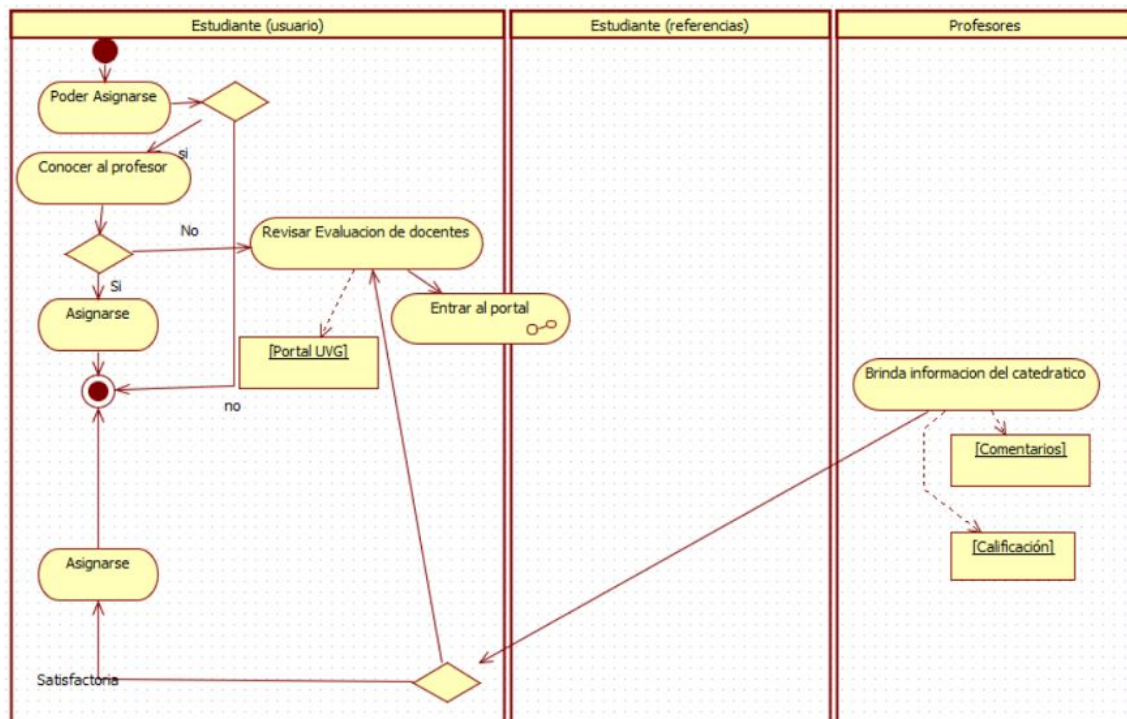 Estudiante (usuario)
Estudiante (referencias)
Profesores
Poder Asignarse
si
Conocer al profesor
No
Revisar Evaluacion de docentes
Si
Asignarse
Entrar al portal
[Portal UVG]
no
Brinda informacion del catedratico
[Comentarios]
[Calificación]
Asignarse
Satisfactoria